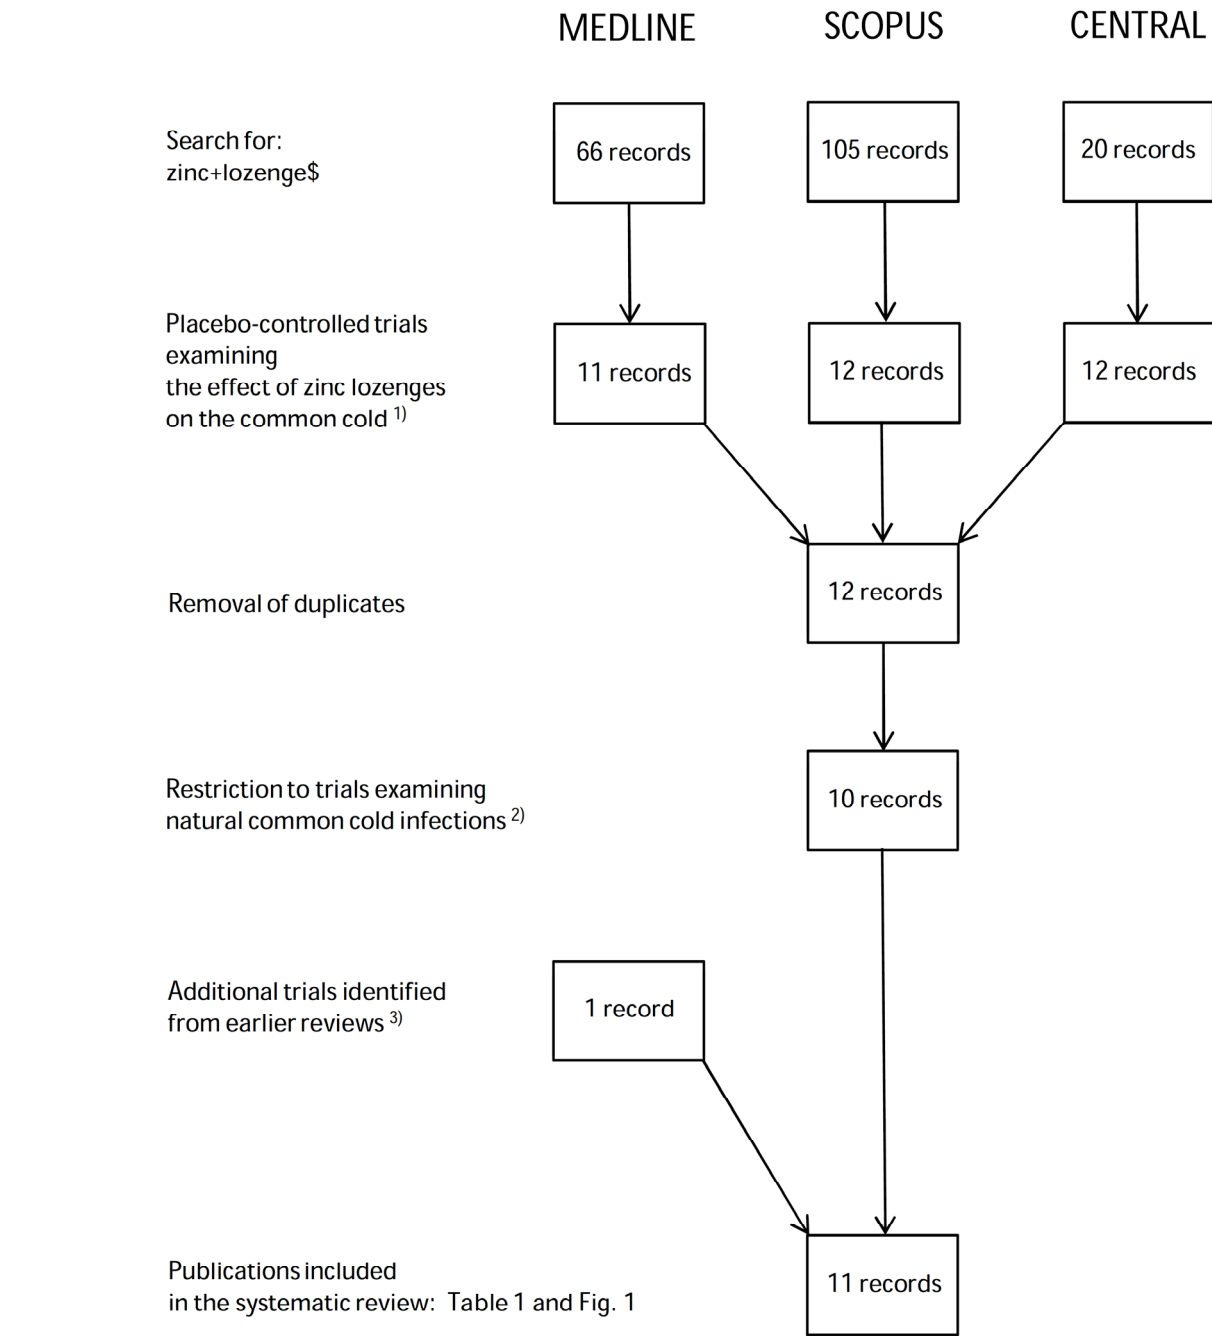 MEDLINE SCOPUS CENTRAL
Search for:
zinc+lozenge$
66 records 105 records 20 records
Placebo-controlled trials
examining
the effect of zinc lozenges
on the common cold 1)
11 records 12 records 12 records
Removal of duplicates
12 records
Restriction to trials examining
natural common cold infections 2)
10 records
Additional trials identified
from earlier reviews 3)
1 record
Publications included
in the systematic review: Table 1 and Fig. 1
11 records